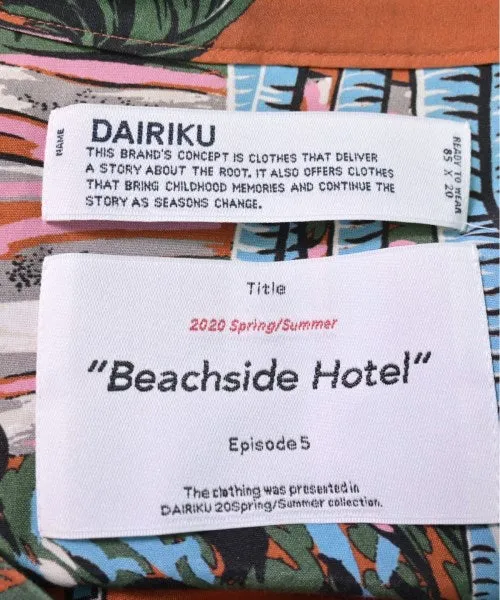 NAME
DAIRIKU
THIS BRAND'S CONCEPT IS CLOTHES THAT DELIVER
A STORY ABOUT THE ROOT. IT ALSO OFFERS CLOTHES
THAT BRING CHILDHOOD MEMORIES AND CONTINUE THE
STORY AS SEASONS CHANGE.
READY TO WEAR
85 X 20
Title
2020 Spring/Summer
"Beachside Hotel"
Episode 5
The clothing was presented in
DAIRIKU 20Spring/Summer collection.